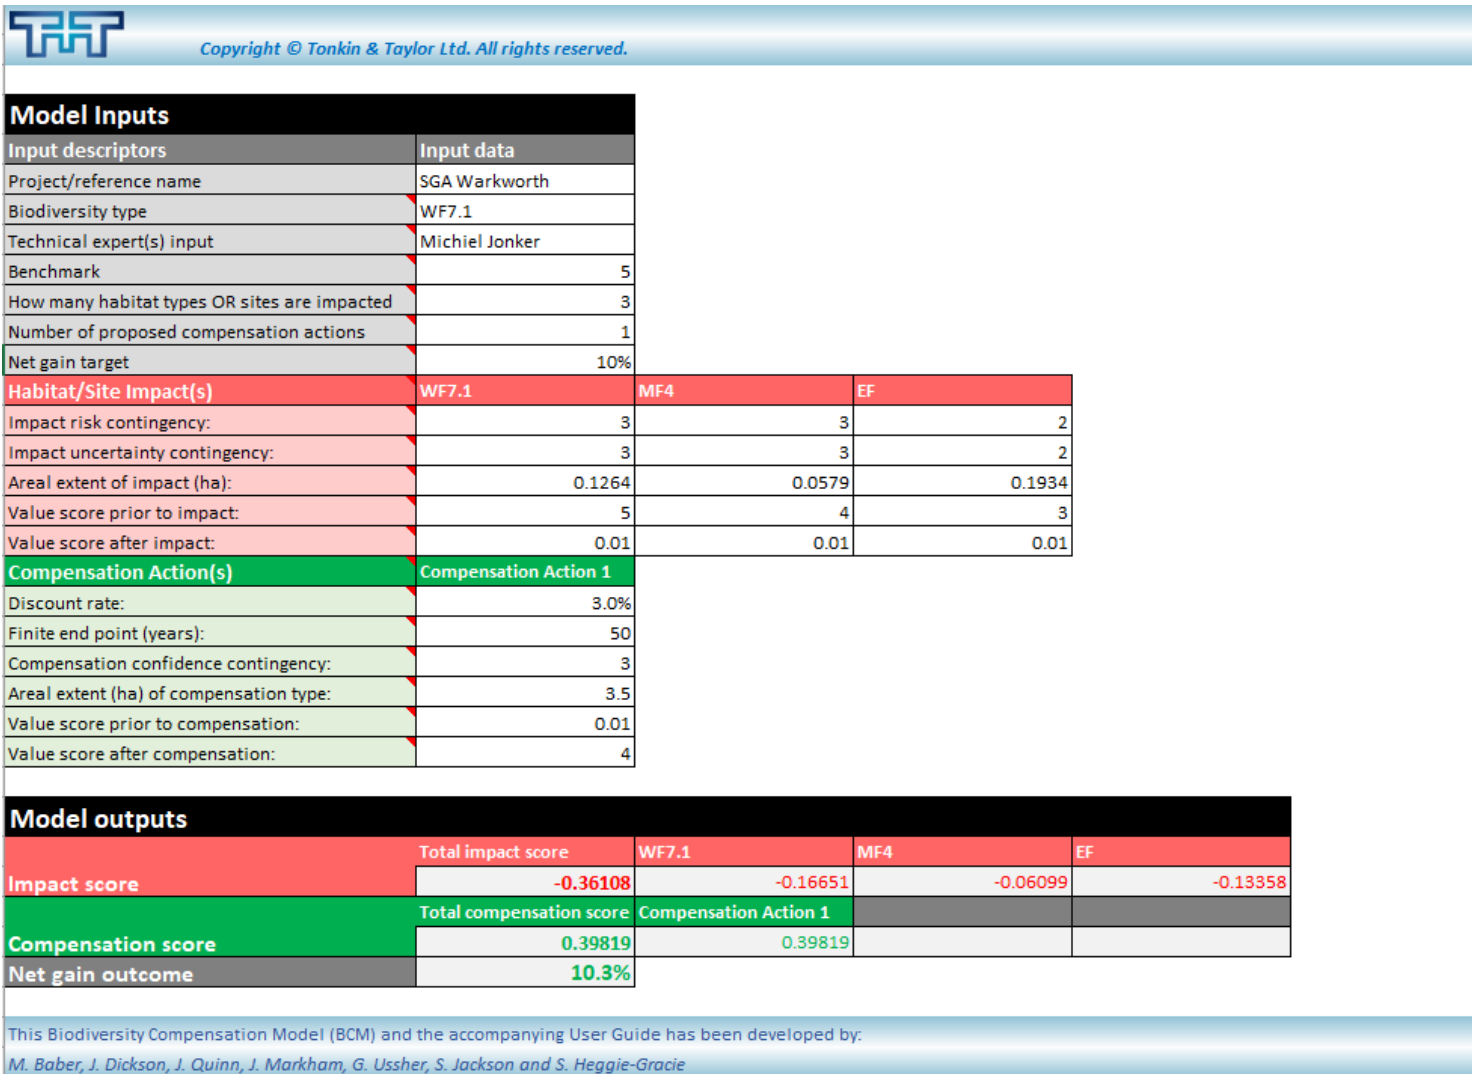 T+T
Copyright © Tonkin & Taylor Ltd. All rights reserved.
Model Inputs
Input descriptors Input data
Project/reference name SGA Warkworth
Biodiversity type WF7.1
Technical expert(s) input Michiel Jonker
Benchmark 5
How many habitat types OR sites are impacted 3
Number of proposed compensation actions 1
Net gain target 10%
Habitat/Site Impact(s) WF7.1 MF4 EF
Impact risk contingency: 3 3 2
Impact uncertainty contingency: 3 3 2
Areal extent of impact (ha): 0.1264 0.0579 0.1934
Value score prior to impact: 5 4 3
Value score after impact: 0.01 0.01 0.01
Compensation Action(s) Compensation Action 1
Discount rate: 3.0%
Finite end point (years): 50
Compensation confidence contingency: 3
Areal extent (ha) of compensation type: 3.5
Value score prior to compensation: 0.01
Value score after compensation: 4
Model outputs
Total impact score WF7.1 MF4 EF
Impact score -0.36108 -0.16651 -0.06099 -0.13358
Total compensation score Compensation Action 1
Compensation score 0.39819 0.39819
Net gain outcome 10.3%
This Biodiversity Compensation Model (BCM) and the accompanying User Guide has been developed by:
M. Baber, J. Dickson, J. Quinn, J. Markham, G. Ussher, S. Jackson and S. Heggie-Gracie